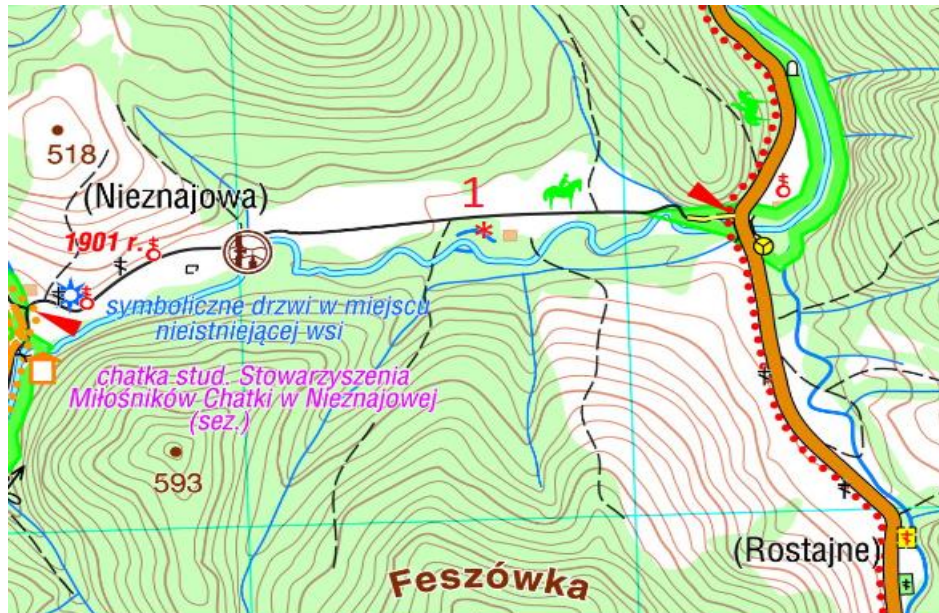 518
(Nieznajowa)
1
1901 r.
symboliczne drzwi w miejscu
nieistniejącej wsi
chatka stud. Stowarzyszenia
Miłośników Chatki w Nieznajowej
(sez.)
593
(Rostajne)
Feszówka